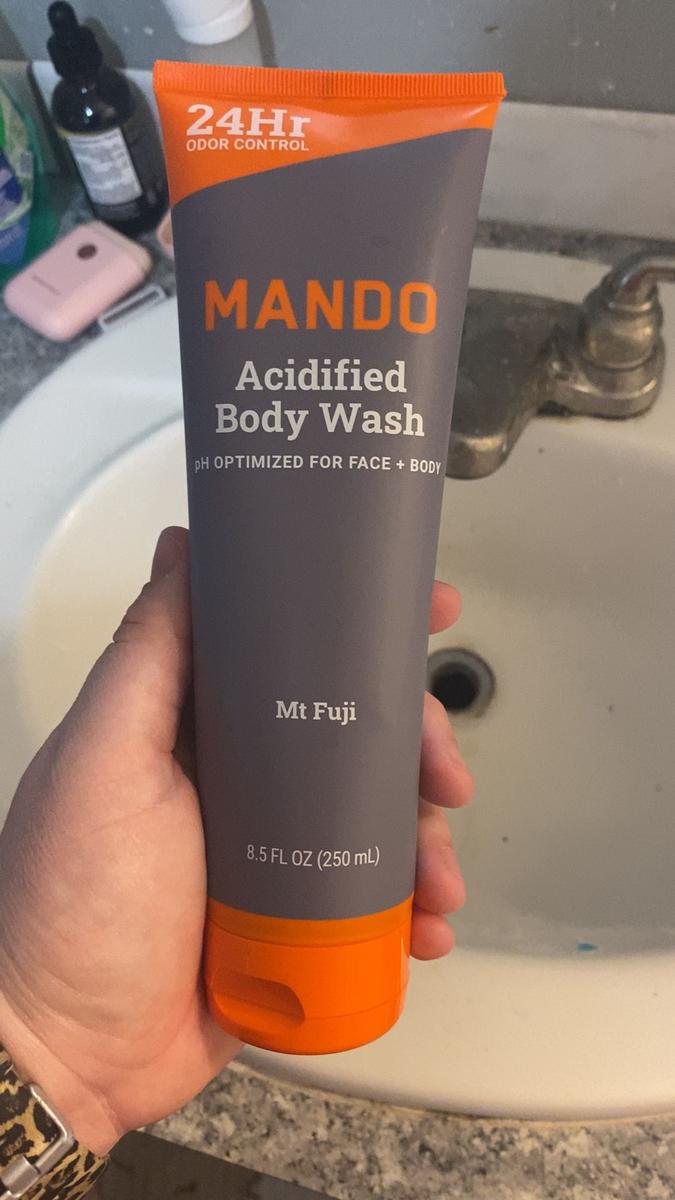 24Hr
ODOR CONTROL
MANDO
Acidified
Body Wash
pH OPTIMIZED FOR FACE + BODY
Mt Fuji
8.5 FL OZ (250 mL)